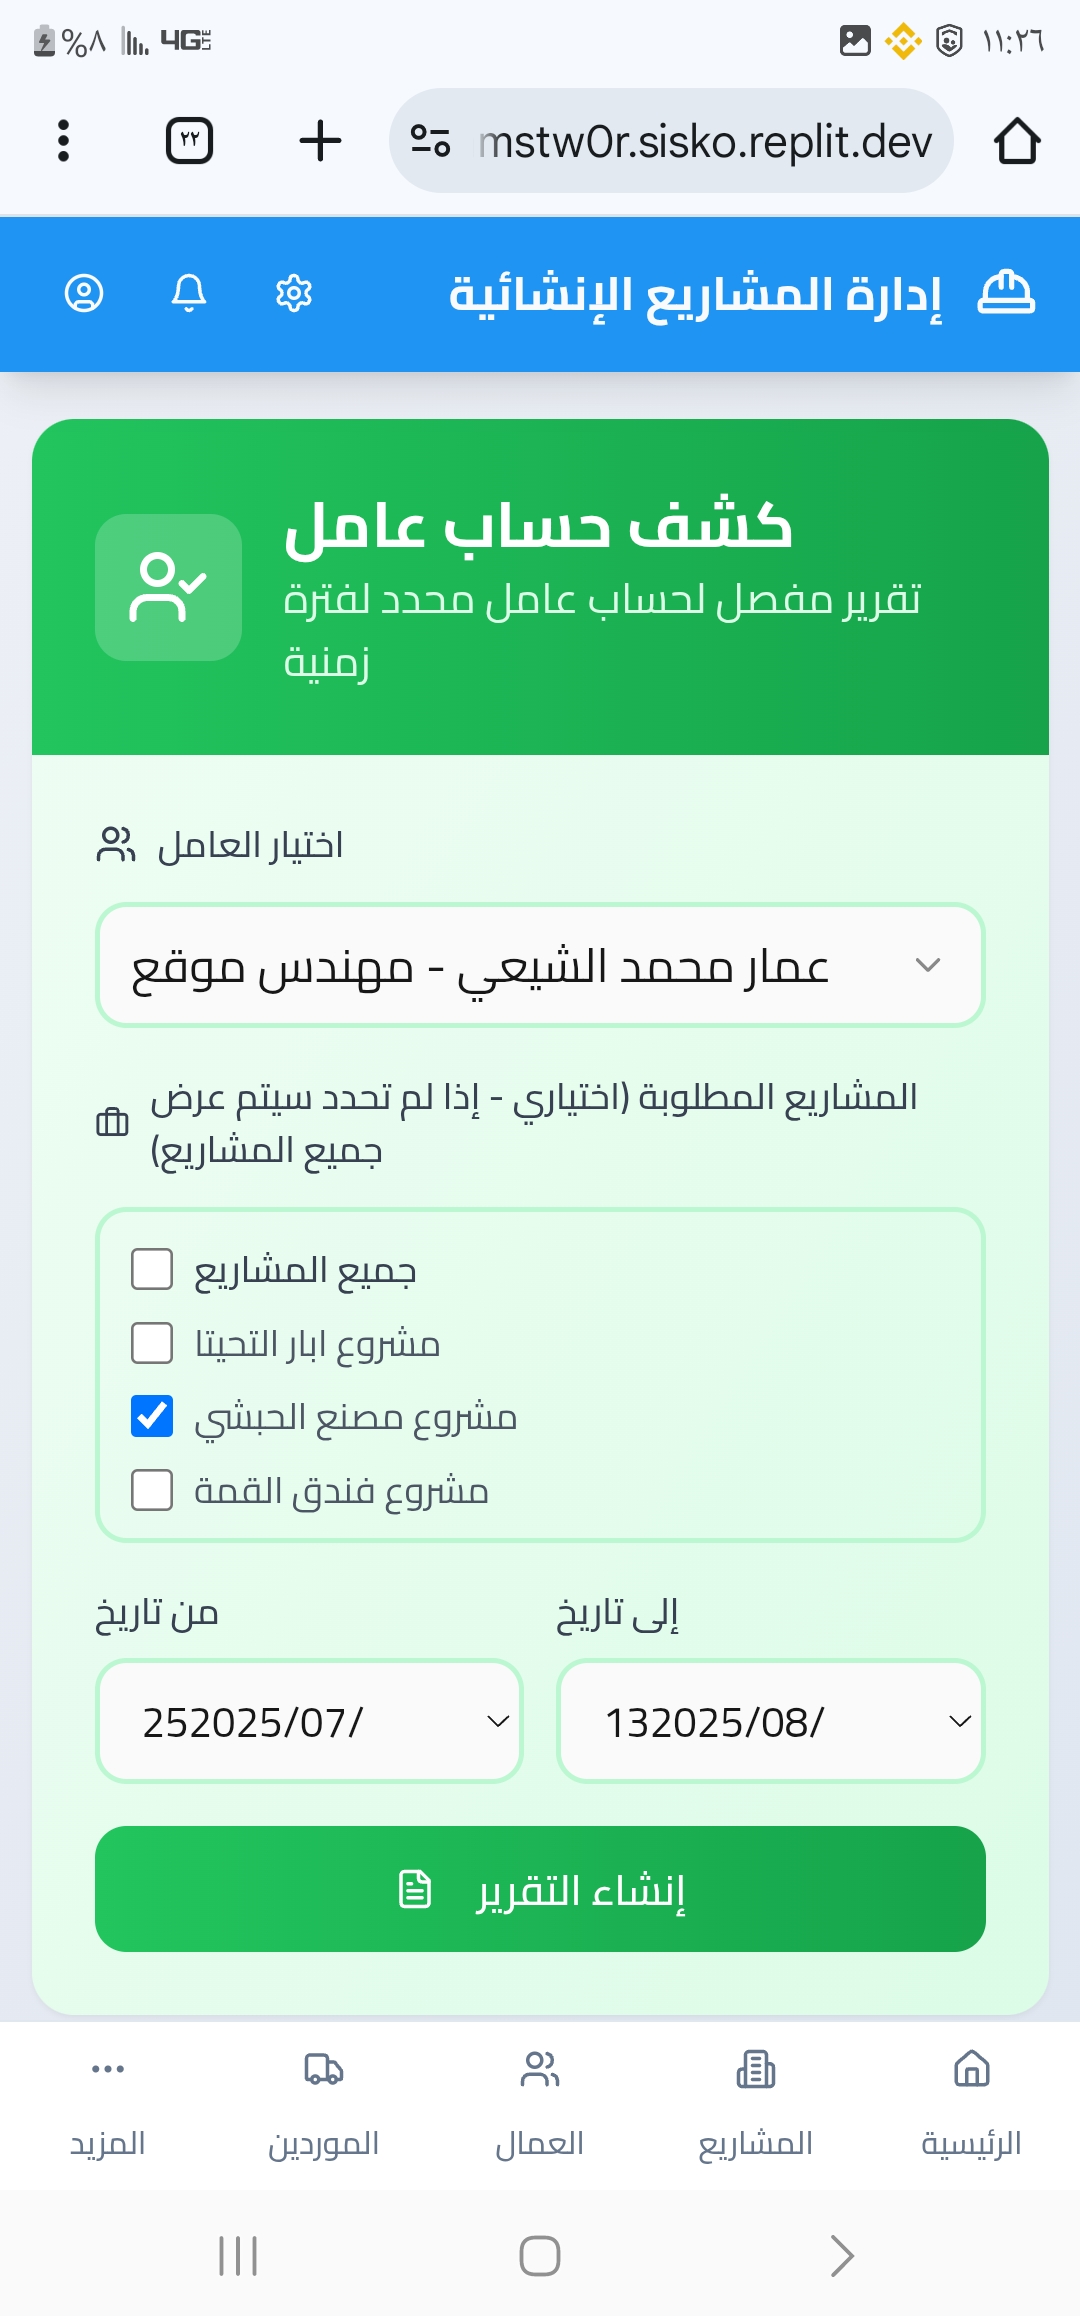 ١١:٢٦
4G LTE
%٨
mstw0r.sisko.replit.dev
٢٢
إدارة المشاريع الإنشائية
كشف حساب عامل
تقرير مفصل لحساب عامل محدد لفترة
زمنية
اختيار العامل
عمار محمد الشيعي - مهندس موقع
المشاريع المطلوبة (اختياري - إذا لم تحدد سيتم عرض
جميع المشاريع)
جميع المشاريع
مشروع ابار التحيتا
مشروع مصنع الحبشي
مشروع فندق القمة
إلى تاريخ
132025/08/
من تاريخ
252025/07/
إنشاء التقرير
الرئيسية
المشاريع
العمال
الموردين
المزيد